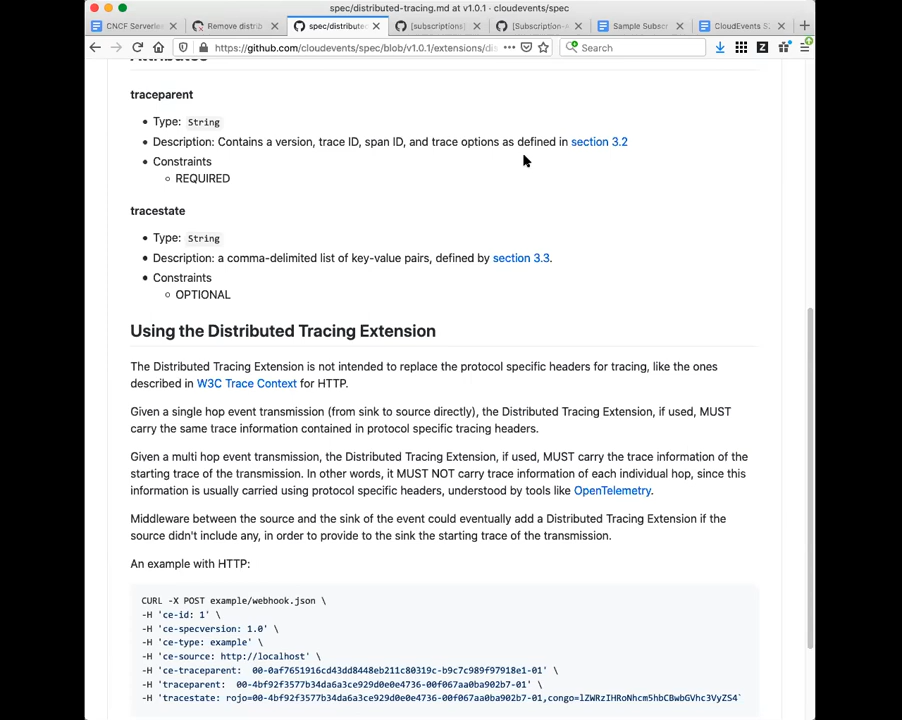 spec/distributed-tracing.md at v1.0.1 · cloudevents/spec
CNCF Serverles
Remove distrib
spec/distribute
[subscriptions]
[Subscription-
Sample Subscr
CloudEvents S
https://github.com/cloudevents/spec/blob/v1.0.1/extensions/dis
Search
Attributes
traceparent
Type: String
Description: Contains a version, trace ID, span ID, and trace options as defined in section 3.2
Constraints
REQUIRED
tracestate
Type: String
Description: a comma-delimited list of key-value pairs, defined by section 3.3.
Constraints
OPTIONAL
Using the Distributed Tracing Extension
The Distributed Tracing Extension is not intended to replace the protocol specific headers for tracing, like the ones
described in W3C Trace Context for HTTP.
Given a single hop event transmission (from sink to source directly), the Distributed Tracing Extension, if used, MUST
carry the same trace information contained in protocol specific tracing headers.
Given a multi hop event transmission, the Distributed Tracing Extension, if used, MUST carry the trace information of the
starting trace of the transmission. In other words, it MUST NOT carry trace information of each individual hop, since this
information is usually carried using protocol specific headers, understood by tools like OpenTelemetry.
Middleware between the source and the sink of the event could eventually add a Distributed Tracing Extension if the
source didn't include any, in order to provide to the sink the starting trace of the transmission.
An example with HTTP:
CURL -X POST example/webhook.json \
-H 'ce-id: 1' \
-H 'ce-specversion: 1.0' \
-H 'ce-type: example' \
-H 'ce-source: http://localhost' \
-H 'ce-traceparent:  00-0af7651916cd43dd8448eb211c80319c-b9c7c989f97918e1-01' \
-H 'traceparent:  00-4bf92f3577b34da6a3ce929d0e0e4736-00f067aa0ba902b7-01' \
-H 'tracestate: rojo=00-4bf92f3577b34da6a3ce929d0e0e4736-00f067aa0ba902b7-01,congo=lZWRzIHRoNhcm5hbCBwbGVhc3VyZS4`